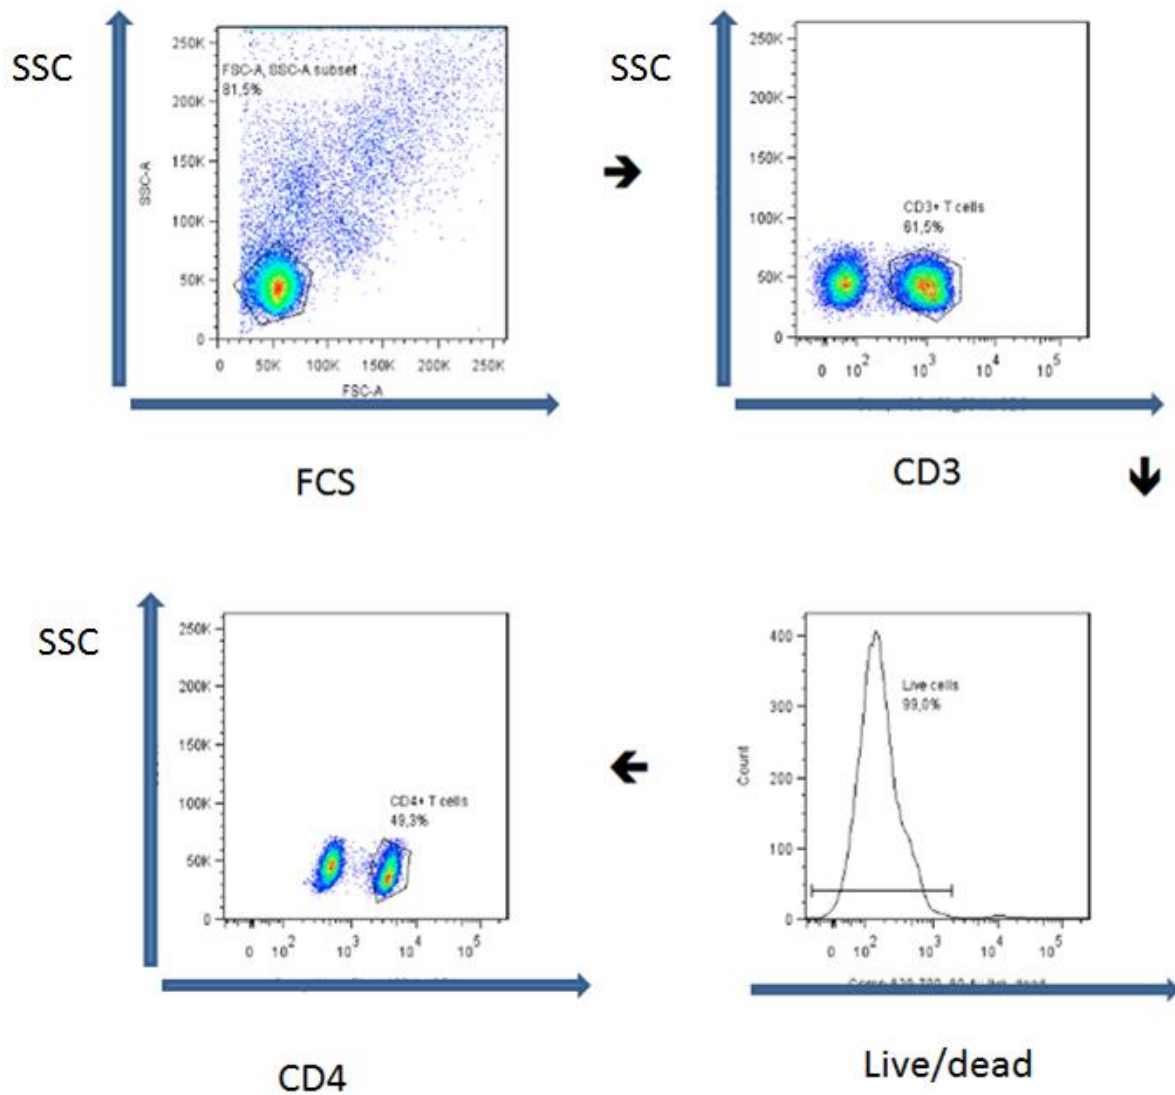 SSC
250K
200K
150K
100K
50K
0
SSC-A
FSC-A, SSC-A subset
81,5%
0 50K 100K 150K 200K 250K
FSC-A
FCS
SSC
250K
200K
150K
100K
50K
0
CD3+ T cells
61,5%
0 10² 10³ 10⁴ 10⁵
CD3
SSC
250K
200K
150K
100K
50K
0
CD4+ T cells
49,3%
0 10² 10³ 10⁴ 10⁵
CD4
400
300
200
100
0
Count
Live cells
99,0%
0 10² 10³ 10⁴ 10⁵
Live/dead